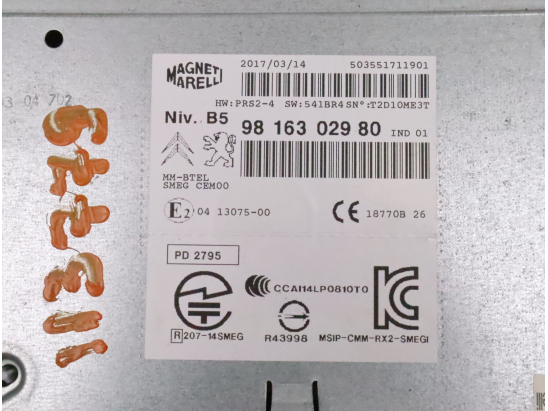 MAGNETI
MARELLI
2017/03/14 503551711901
HW:PRS2-4 SW:541BR4 SN°:T2D10ME3T
Niv. B5
98 163 029 80 IND 01
MM-BTEL
SMEG CEM00
E2 04 13075-00
CE 18770B 26
PD 2795
CCAI14LP0810T0
R 207-14SMEG
R43998
MSIP-CMM-RX2-SMEGI
04 702